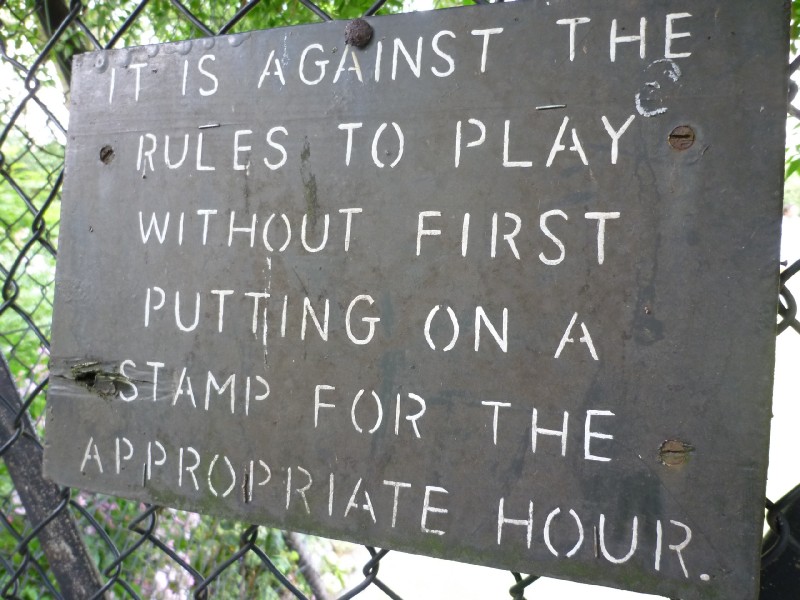 IT IS AGAINST THE
RULES TO PLAY
WITHOUT FIRST
PUTTING ON A
STAMP FOR THE
APPROPRIATE HOUR.